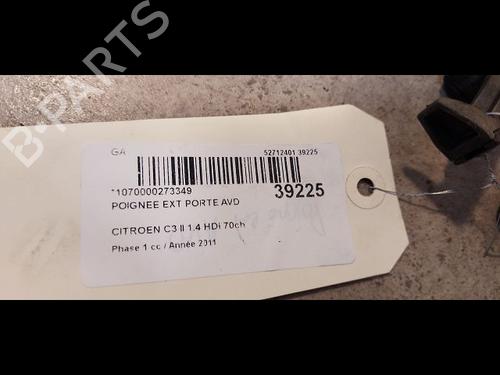 B-PARTS
GA
52712401 39225
*1070000273349
39225
POIGNEE EXT PORTE AVD
CITROEN C3 II 1.4 HDi 70ch
Phase 1 cc / Année 2011